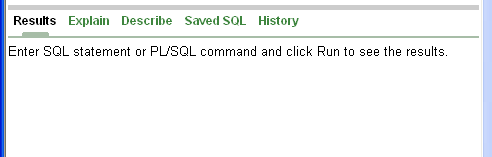 Results Explain Describe Saved SQL History
Enter SQL statement or PL/SQL command and click Run to see the results.